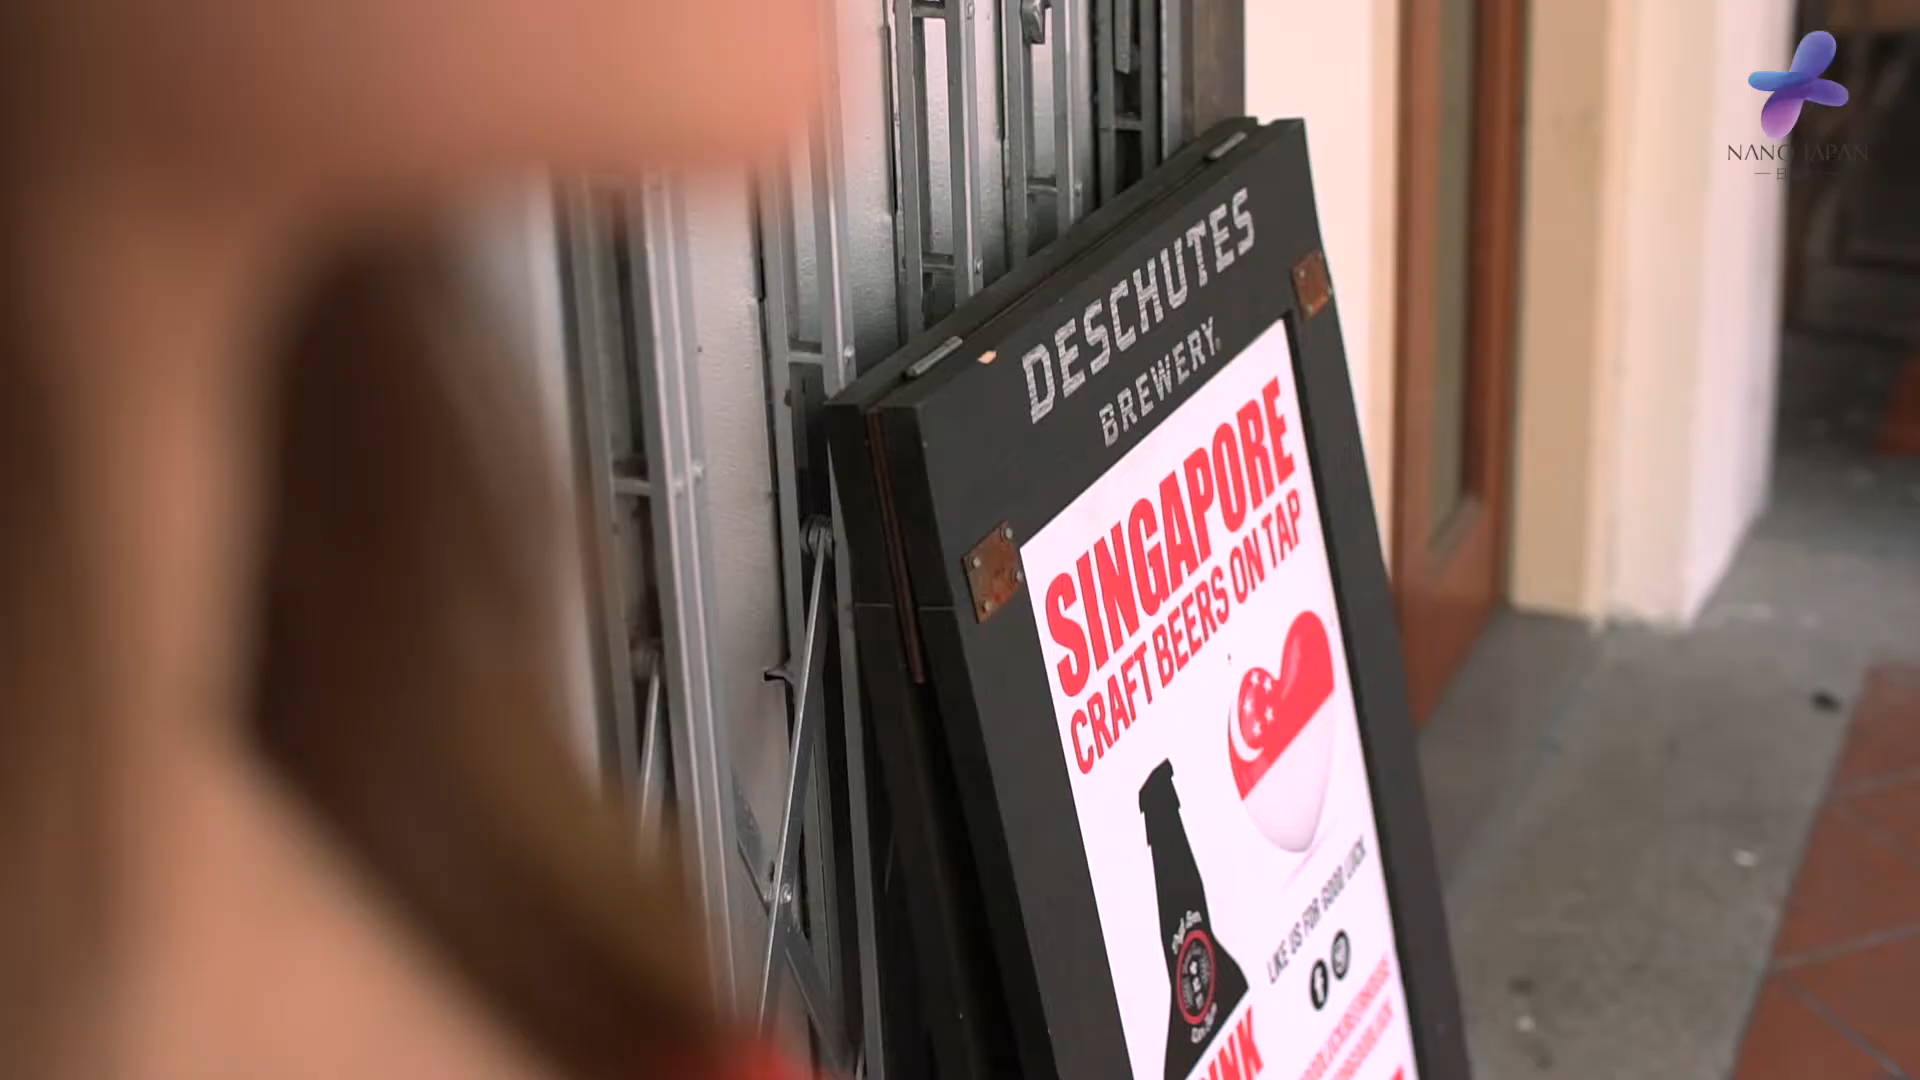 NANO JAPAN
DESCHUTES
BREWERY
SINGAPORE
CRAFT BEERS ON TAP
LIKE US FOR GOOD LUCK